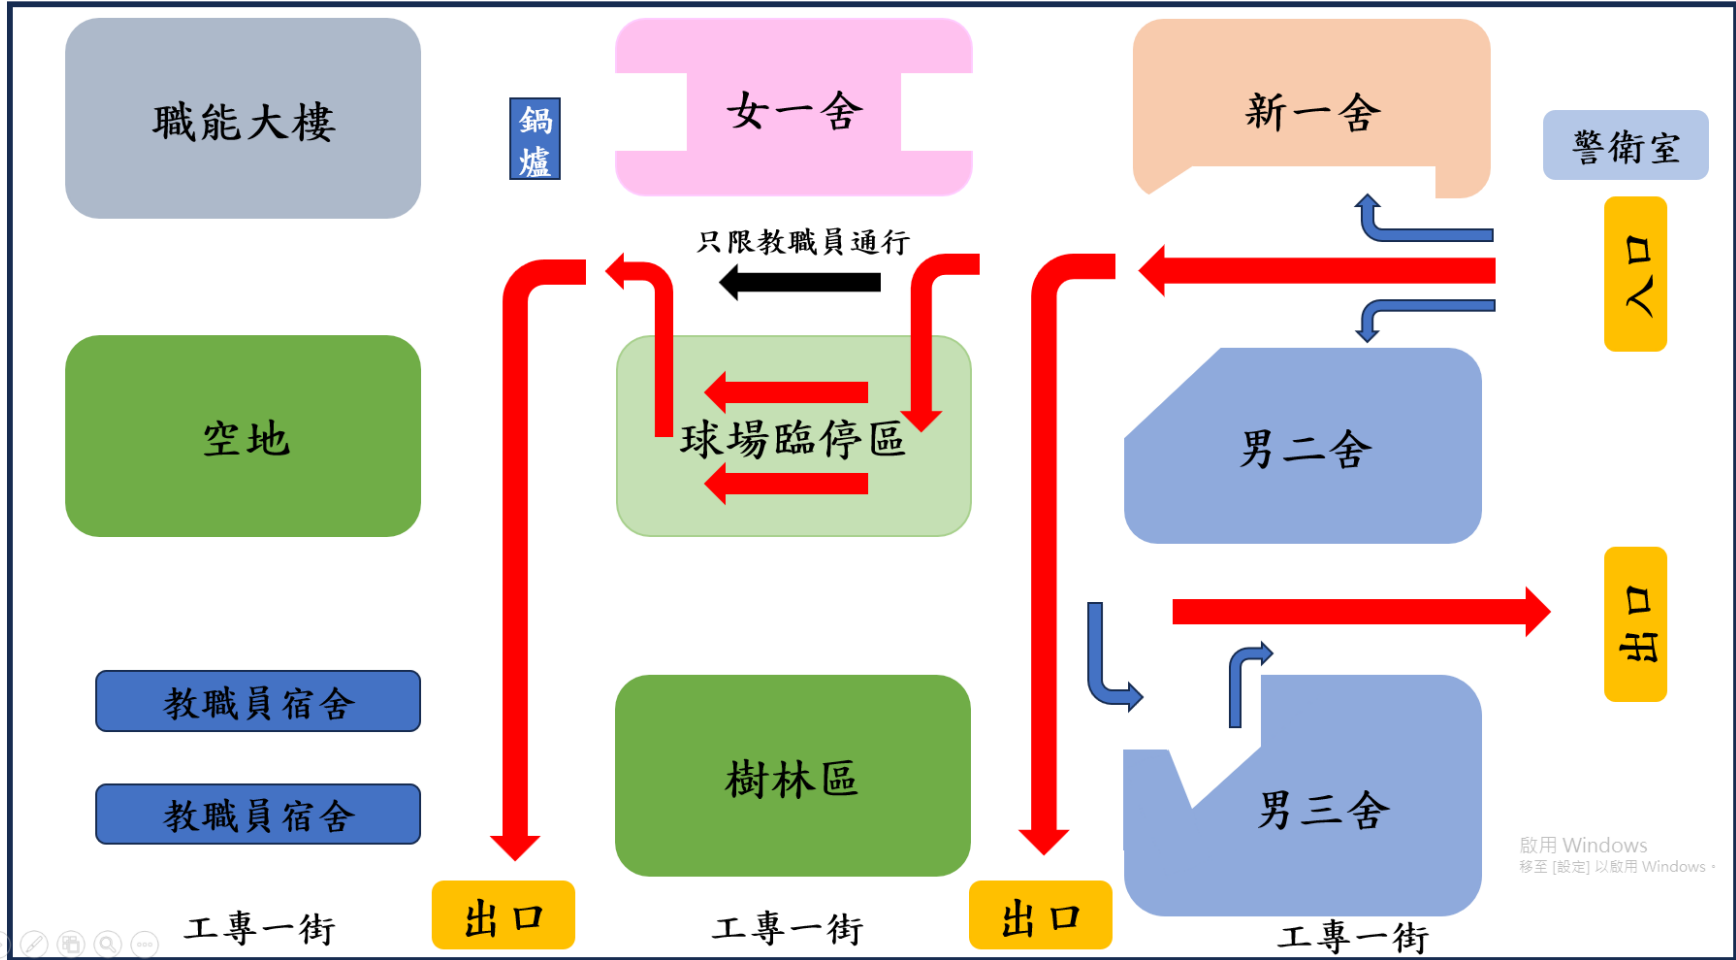 職能大樓
鍋爐
女一舍
新一舍
警衛室
只限教職員通行
入口
空地
球場臨停區
男二舍
出口
教職員宿舍
樹林區
教職員宿舍
男三舍
啟用 Windows
移至 [設定] 以啟用 Windows。
工專一街
出口
工專一街
出口
工專一街